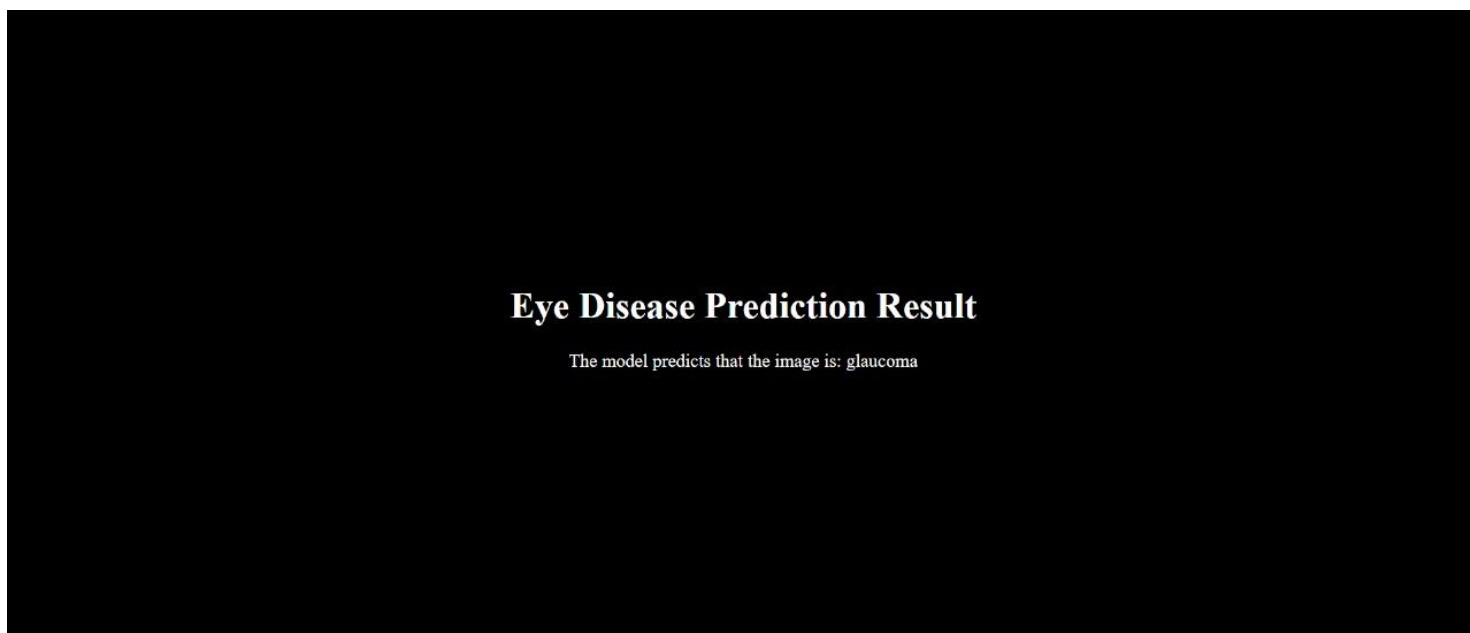 Eye Disease Prediction Result
The model predicts that the image is: glaucoma